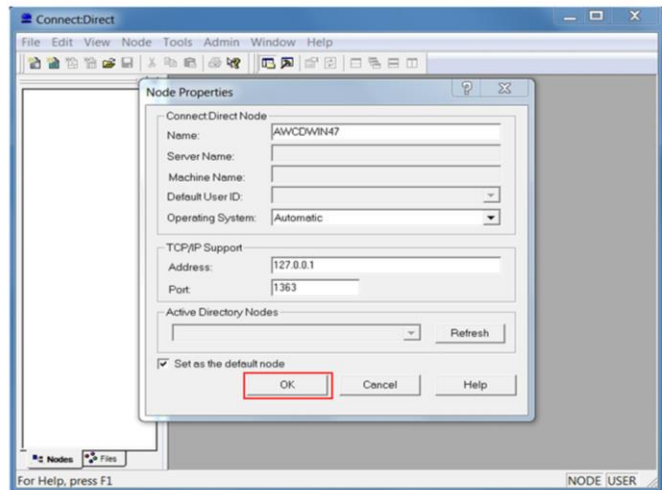 Connect:Direct
File Edit View Node Tools Admin Window Help
Node Properties
Connect:Direct Node
Name: AWCDWIN47
Server Name:
Machine Name:
Default User ID:
Operating System: Automatic
TCP/IP Support
Address: 127.0.0.1
Port: 1363
Active Directory Nodes
Refresh
Set as the default node
OK Cancel Help
Nodes Files
For Help, press F1 NODE USER